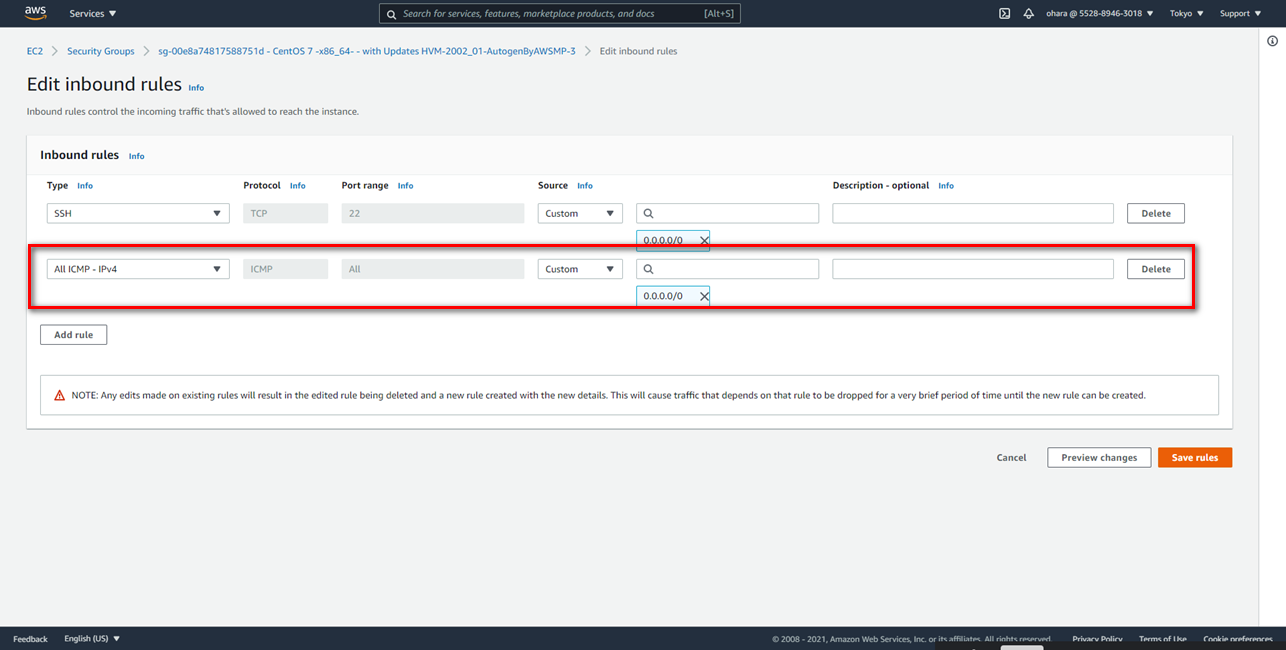 aws Services Search for services, features, marketplace products, and docs [Alt+S] ohara @ 5528-8946-3018 Tokyo Support
EC2 Security Groups sg-00e8a74817588751d - CentOS 7 -x86_64- - with Updates HVM-2002_01-AutogenByAWSMP-3 Edit inbound rules
Edit inbound rules Info
Inbound rules control the incoming traffic that's allowed to reach the instance.
Inbound rules Info
Type Info Protocol Info Port range Info Source Info Description - optional Info
SSH TCP 22 Custom Delete
0.0.0.0/0
All ICMP - IPv4 ICMP All Custom Delete
0.0.0.0/0
Add rule
NOTE: Any edits made on existing rules will result in the edited rule being deleted and a new rule created with the new details. This will cause traffic that depends on that rule to be dropped for a very brief period of time until the new rule can be created.
Cancel Preview changes Save rules
Feedback English (US) © 2008 - 2021, Amazon Web Services, Inc. or its affiliates. All rights reserved. Privacy Policy Terms of Use Cookie preferences